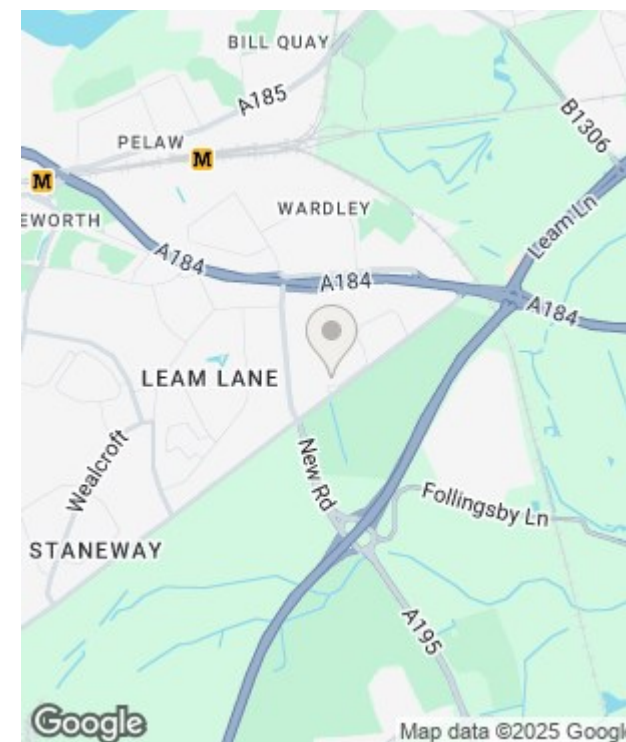 BILL QUAY
A185
B1306
PELAW
M
M
EWORTH
WARDLEY
Leam Ln
A184
A184
A184
LEAM LANE
Wealcroft
New Rd
Follingsby Ln
STANEWAY
A195
Google
Map data ©2025 Google